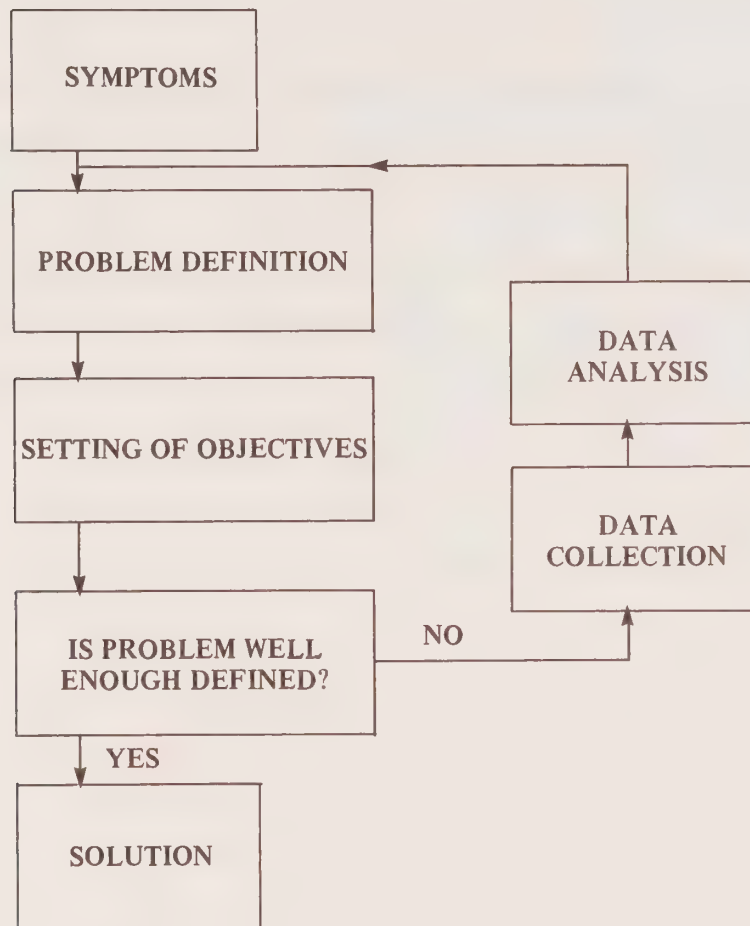 SYMPTOMS
PROBLEM DEFINITION
SETTING OF OBJECTIVES
IS PROBLEM WELL
ENOUGH DEFINED?
NO
DATA
COLLECTION
DATA
ANALYSIS
YES
SOLUTION